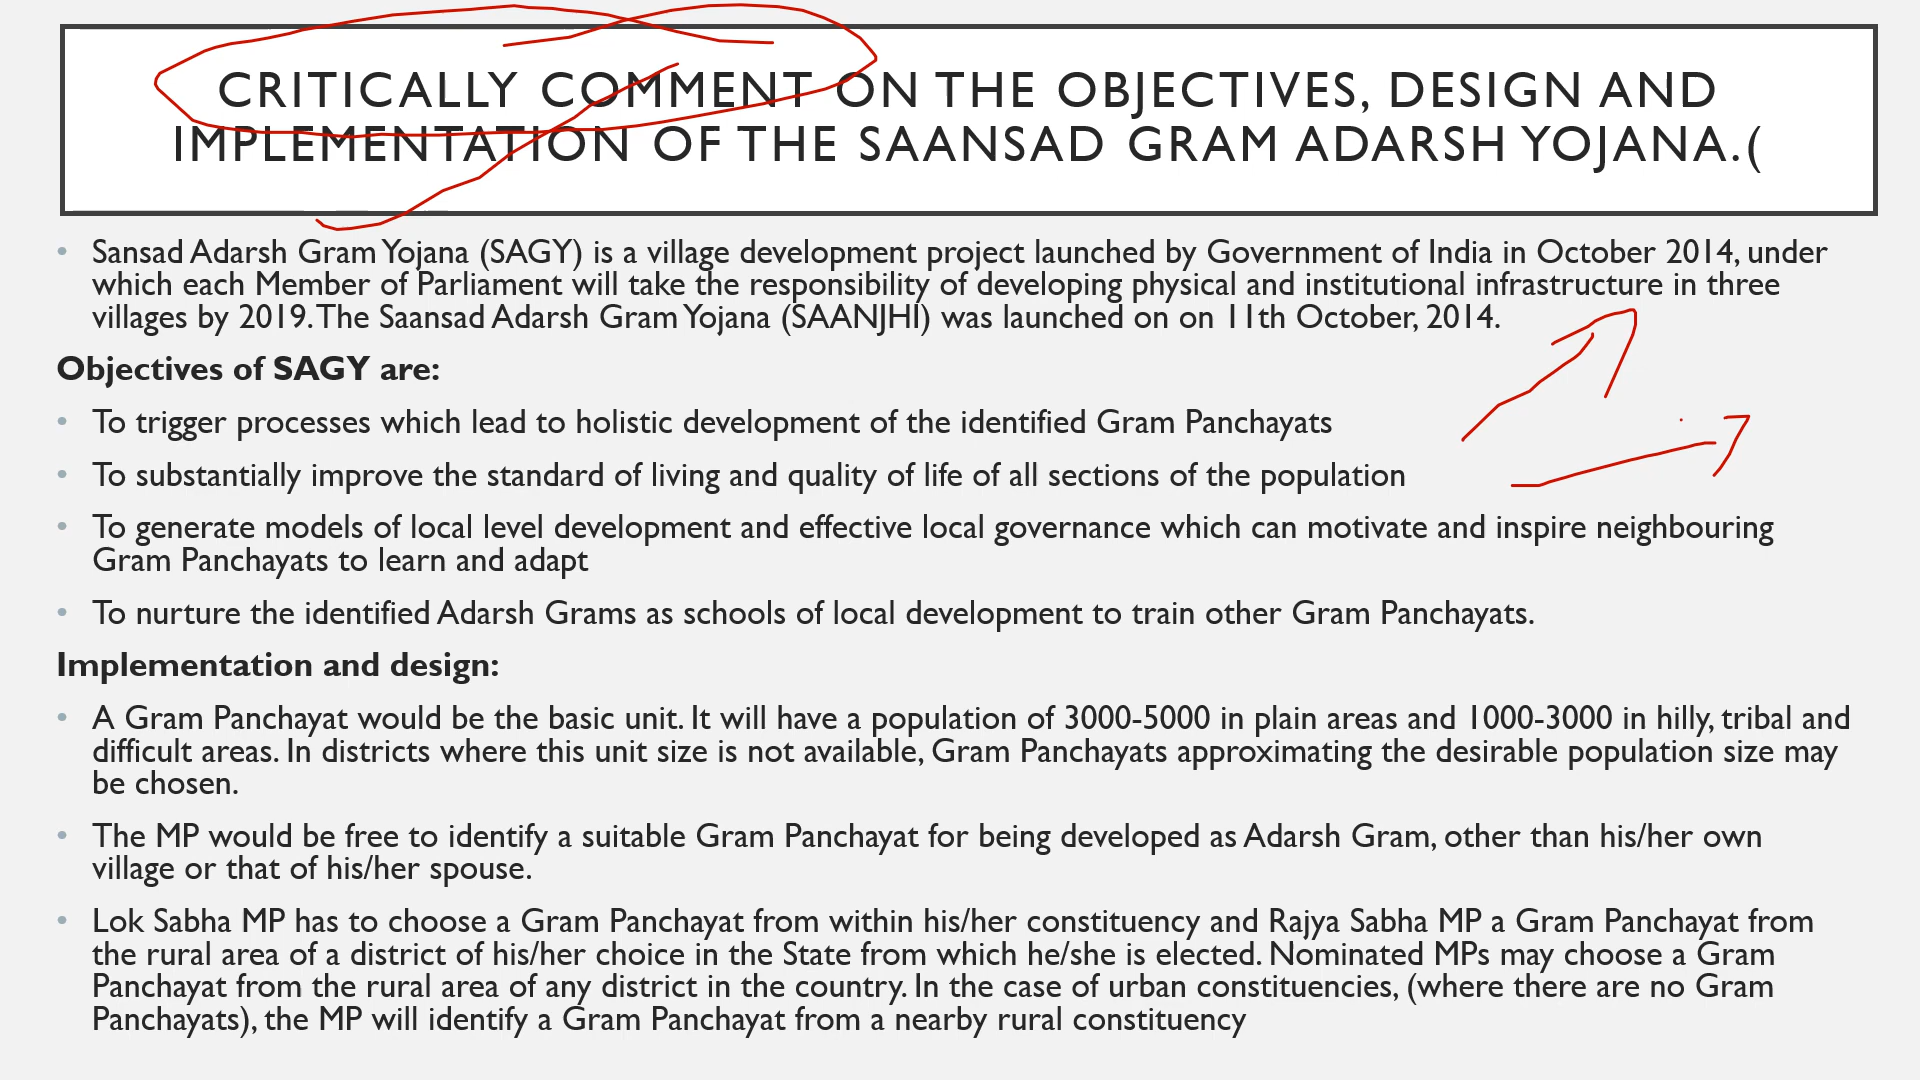 CRITICALLY COMMENT ON THE OBJECTIVES, DESIGN AND
IMPLEMENTATION OF THE SAANSAD GRAM ADARSH YOJANA.(
• Sansad Adarsh Gram Yojana (SAGY) is a village development project launched by Government of India in October 2014, under
which each Member of Parliament will take the responsibility of developing physical and institutional infrastructure in three
villages by 2019. The Saansad Adarsh Gram Yojana (SAANJHI) was launched on on 11th October, 2014.
Objectives of SAGY are:
• To trigger processes which lead to holistic development of the identified Gram Panchayats
• To substantially improve the standard of living and quality of life of all sections of the population
• To generate models of local level development and effective local governance which can motivate and inspire neighbouring
Gram Panchayats to learn and adapt
• To nurture the identified Adarsh Grams as schools of local development to train other Gram Panchayats.
Implementation and design:
• A Gram Panchayat would be the basic unit. It will have a population of 3000-5000 in plain areas and 1000-3000 in hilly, tribal and
difficult areas. In districts where this unit size is not available, Gram Panchayats approximating the desirable population size may
be chosen.
• The MP would be free to identify a suitable Gram Panchayat for being developed as Adarsh Gram, other than his/her own
village or that of his/her spouse.
• Lok Sabha MP has to choose a Gram Panchayat from within his/her constituency and Rajya Sabha MP a Gram Panchayat from
the rural area of a district of his/her choice in the State from which he/she is elected. Nominated MPs may choose a Gram
Panchayat from the rural area of any district in the country. In the case of urban constituencies, (where there are no Gram
Panchayats), the MP will identify a Gram Panchayat from a nearby rural constituency